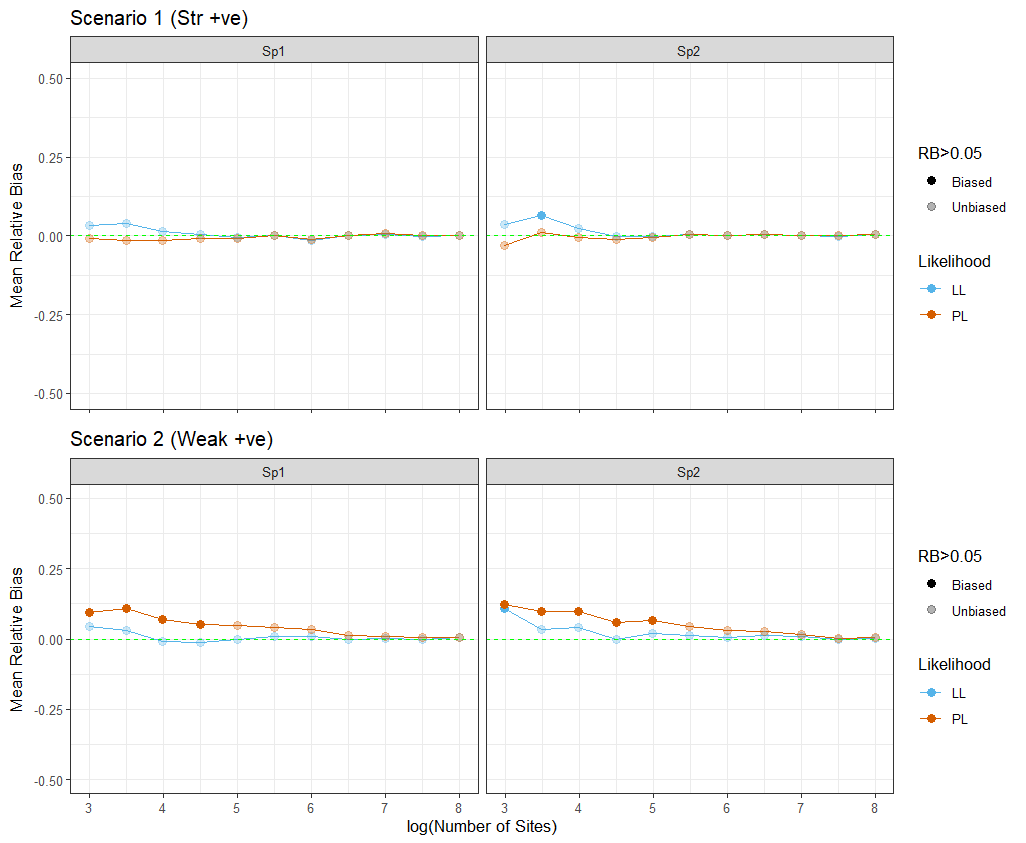 Scenario 1 (Str +ve)
Sp1
Sp2
0.50
0.25
0.00
-0.25
-0.50
Mean Relative Bias
RB>0.05
Biased
Unbiased
Likelihood
LL
PL
Scenario 2 (Weak +ve)
Sp1
Sp2
0.50
0.25
0.00
-0.25
-0.50
Mean Relative Bias
3 4 5 6 7 8
3 4 5 6 7 8
log(Number of Sites)
RB>0.05
Biased
Unbiased
Likelihood
LL
PL